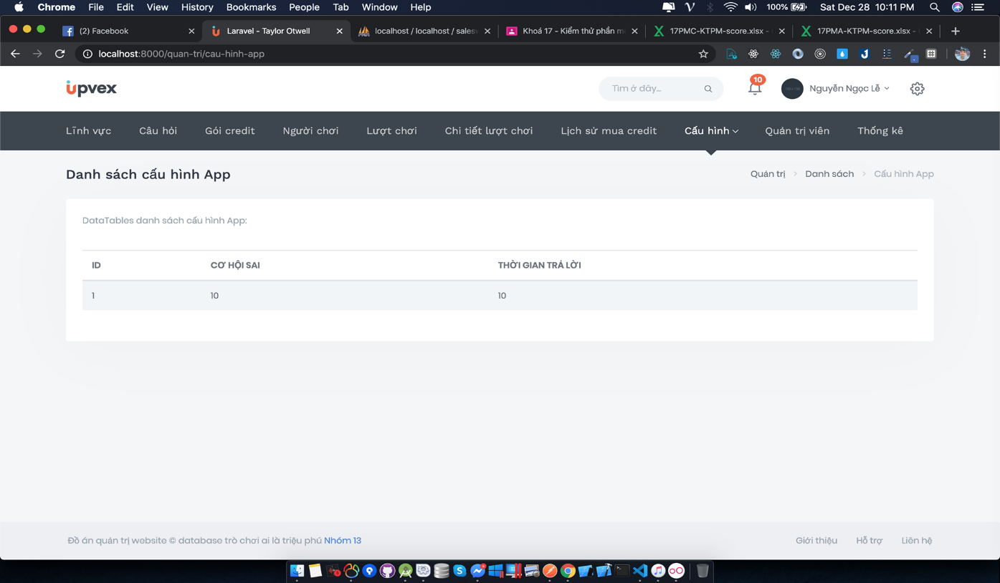 Chrome File Edit View History Bookmarks People Tab Window Help 100% Sat Dec 28 10:11 PM
(2) Facebook Laravel - Taylor Otwell localhost / localhost / sales Khoá 17 - Kiểm thử phần 17PMC-KTPM-score.xlsx - 17PMA-KTPM-score.xlsx -
localhost:8000/quan-tri/cau-hinh-app
upvex Tìm ở đây... 10 Nguyễn Ngọc Lễ
Lĩnh vực Câu hỏi Gói credit Người chơi Lượt chơi Chi tiết lượt chơi Lịch sử mua credit Cấu hình Quản trị viên Thống kê
Danh sách cấu hình App Quản trị > Danh sách > Cấu hình App
DataTables danh sách cấu hình App:
ID CƠ HỘI SAI THỜI GIAN TRẢ LỜI
1 10 10
Đồ án quản trị website © database trò chơi ai là triệu phú Nhóm 13 Giới thiệu Hỗ trợ Liên hệ